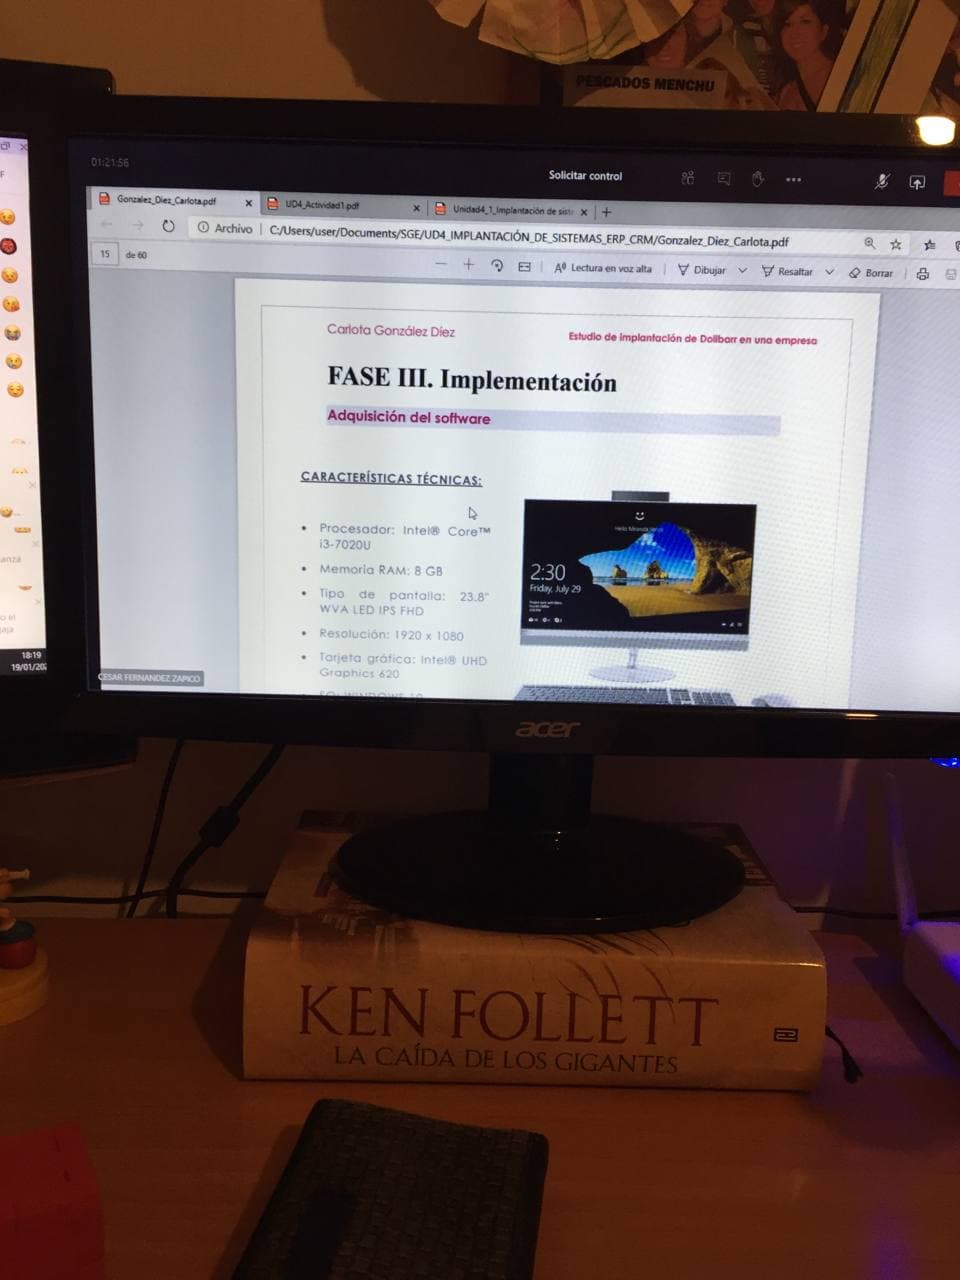 PESCADOS MENCHU
01:21:56
Solicitar control
Gonzalez_Diez_Carlota.pdf
UD4_Actividad1.pdf
Unidad4_1_Implantación de siste
Archivo
C:/Users/user/Documents/SGE/UD4_IMPLANTACIÓN_DE_SISTEMAS_ERP_CRM/Gonzalez_Diez_Carlota.pdf
15 de 60
Lectura en voz alta
Dibujar
Resaltar
Borrar
Carlota González Díez
Estudio de implantación de Dolibarr en una empresa
FASE III. Implementación
Adquisición del software
CARACTERÍSTICAS TÉCNICAS:
• Procesador: Intel® Core™
i3-7020U
• Memoria RAM: 8 GB
• Tipo de pantalla: 23.8"
WVA LED IPS FHD
• Resolución: 1920 x 1080
• Tarjeta gráfica: Intel® UHD
Graphics 620
2:30
Friday, July 29
18:19
CESAR FERNANDEZ ZAPICO
acer
KEN FOLLETT
LA CAÍDA DE LOS GIGANTES